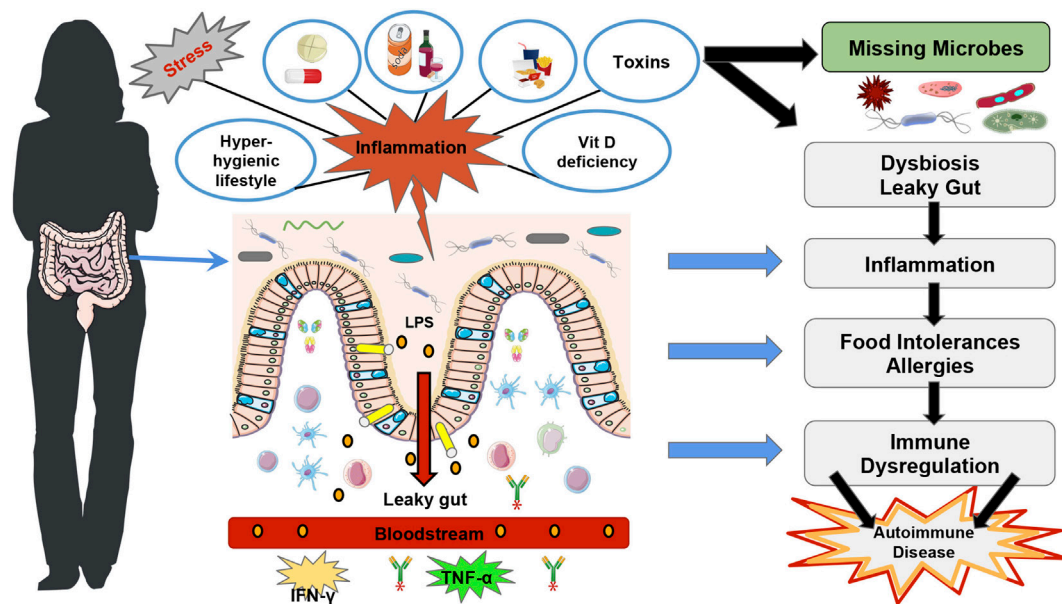 Stress
soda
Toxins
Hyper-
hygienic
lifestyle
Inflammation
Vit D
deficiency
LPS
Leaky gut
Bloodstream
IFN-γ
TNF-α
Missing Microbes
Dysbiosis
Leaky Gut
Inflammation
Food Intolerances
Allergies
Immune
Dysregulation
Autoimmune
Disease